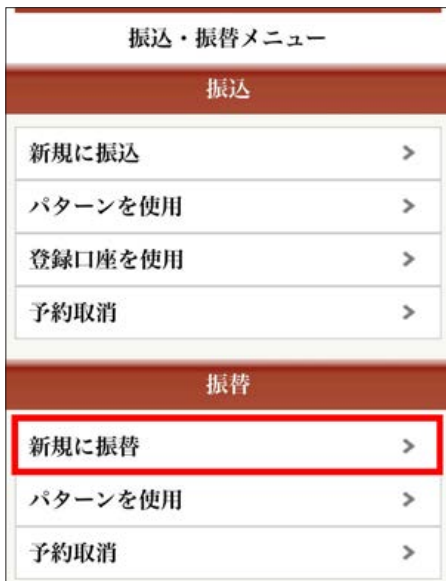 振込・振替メニュー
振込
新規に振込
パターンを使用
登録口座を使用
予約取消
振替
新規に振替
パターンを使用
予約取消